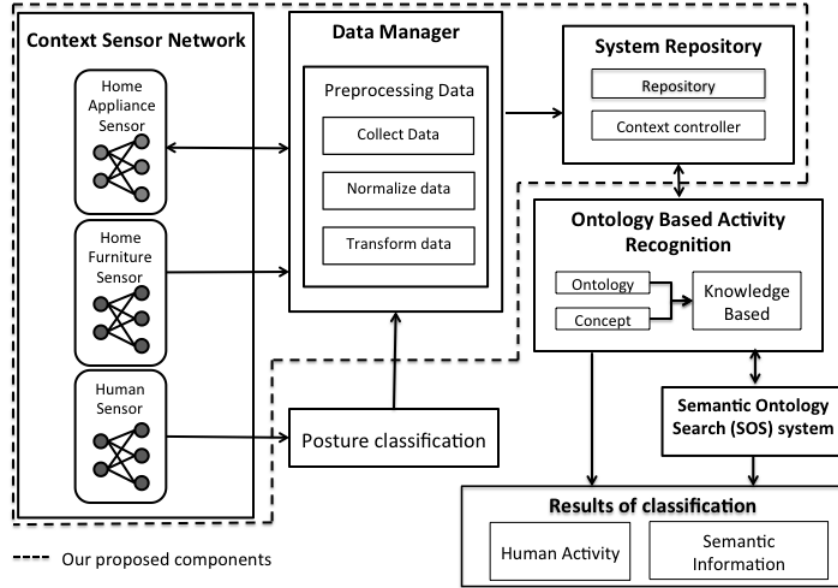 Context Sensor Network
Home
Appliance
Sensor
Home
Furniture
Sensor
Human
Sensor
Data Manager
Preprocessing Data
Collect Data
Normalize data
Transform data
Posture classification
System Repository
Repository
Context controller
Ontology Based Activity
Recognition
Ontology
Concept
Knowledge
Based
Semantic Ontology
Search (SOS) system
Results of classification
Human Activity
Semantic
Information
Our proposed components